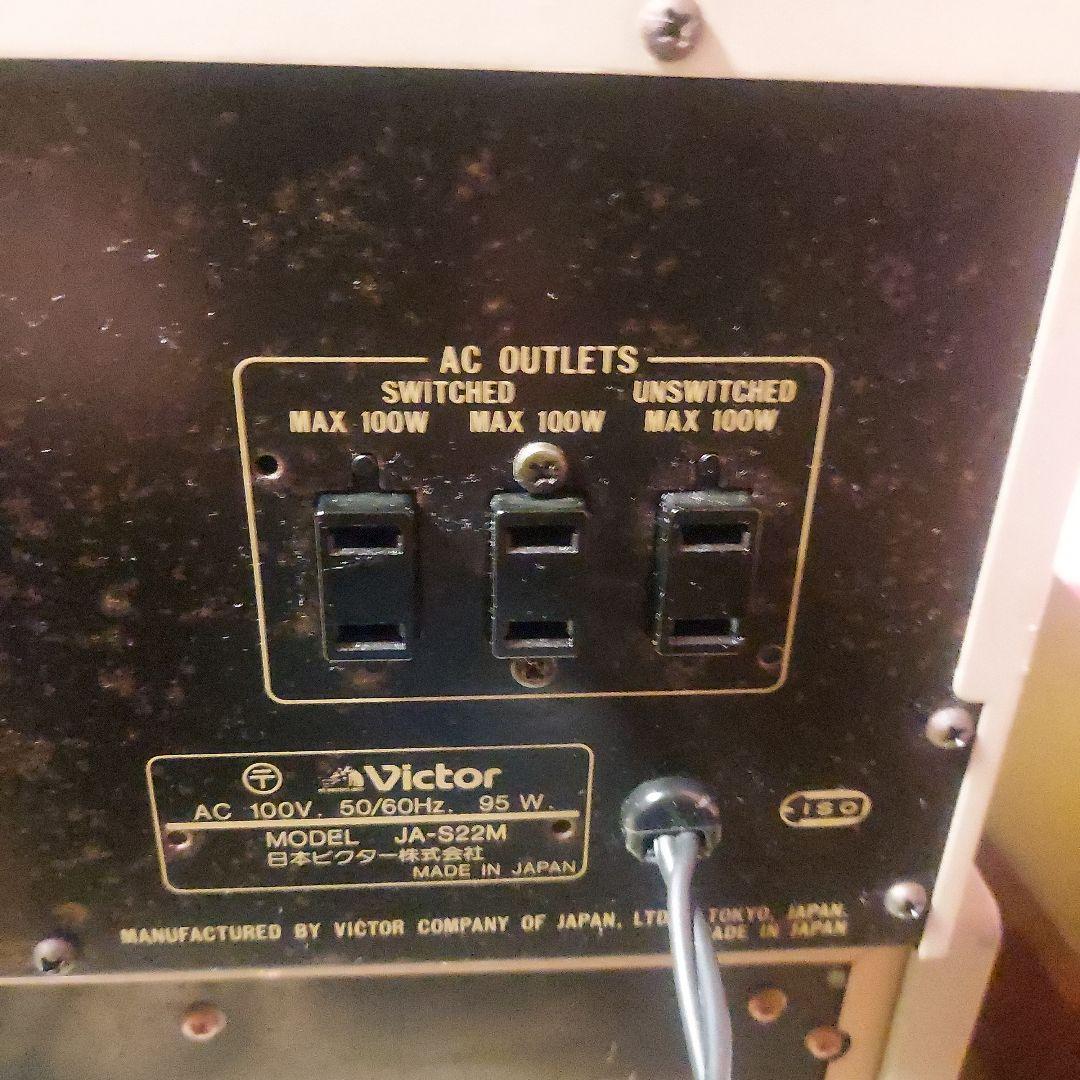 AC OUTLETS
SWITCHED UNSWITCHED
MAX 100W MAX 100W MAX 100W
〒 Victor
AC 100V. 50/60Hz. 95 W.
MODEL JA-S22M
日本ビクター株式会社
MADE IN JAPAN
MANUFACTURED BY VICTOR COMPANY OF JAPAN, LTD. TOKYO, JAPAN.
MADE IN JAPAN